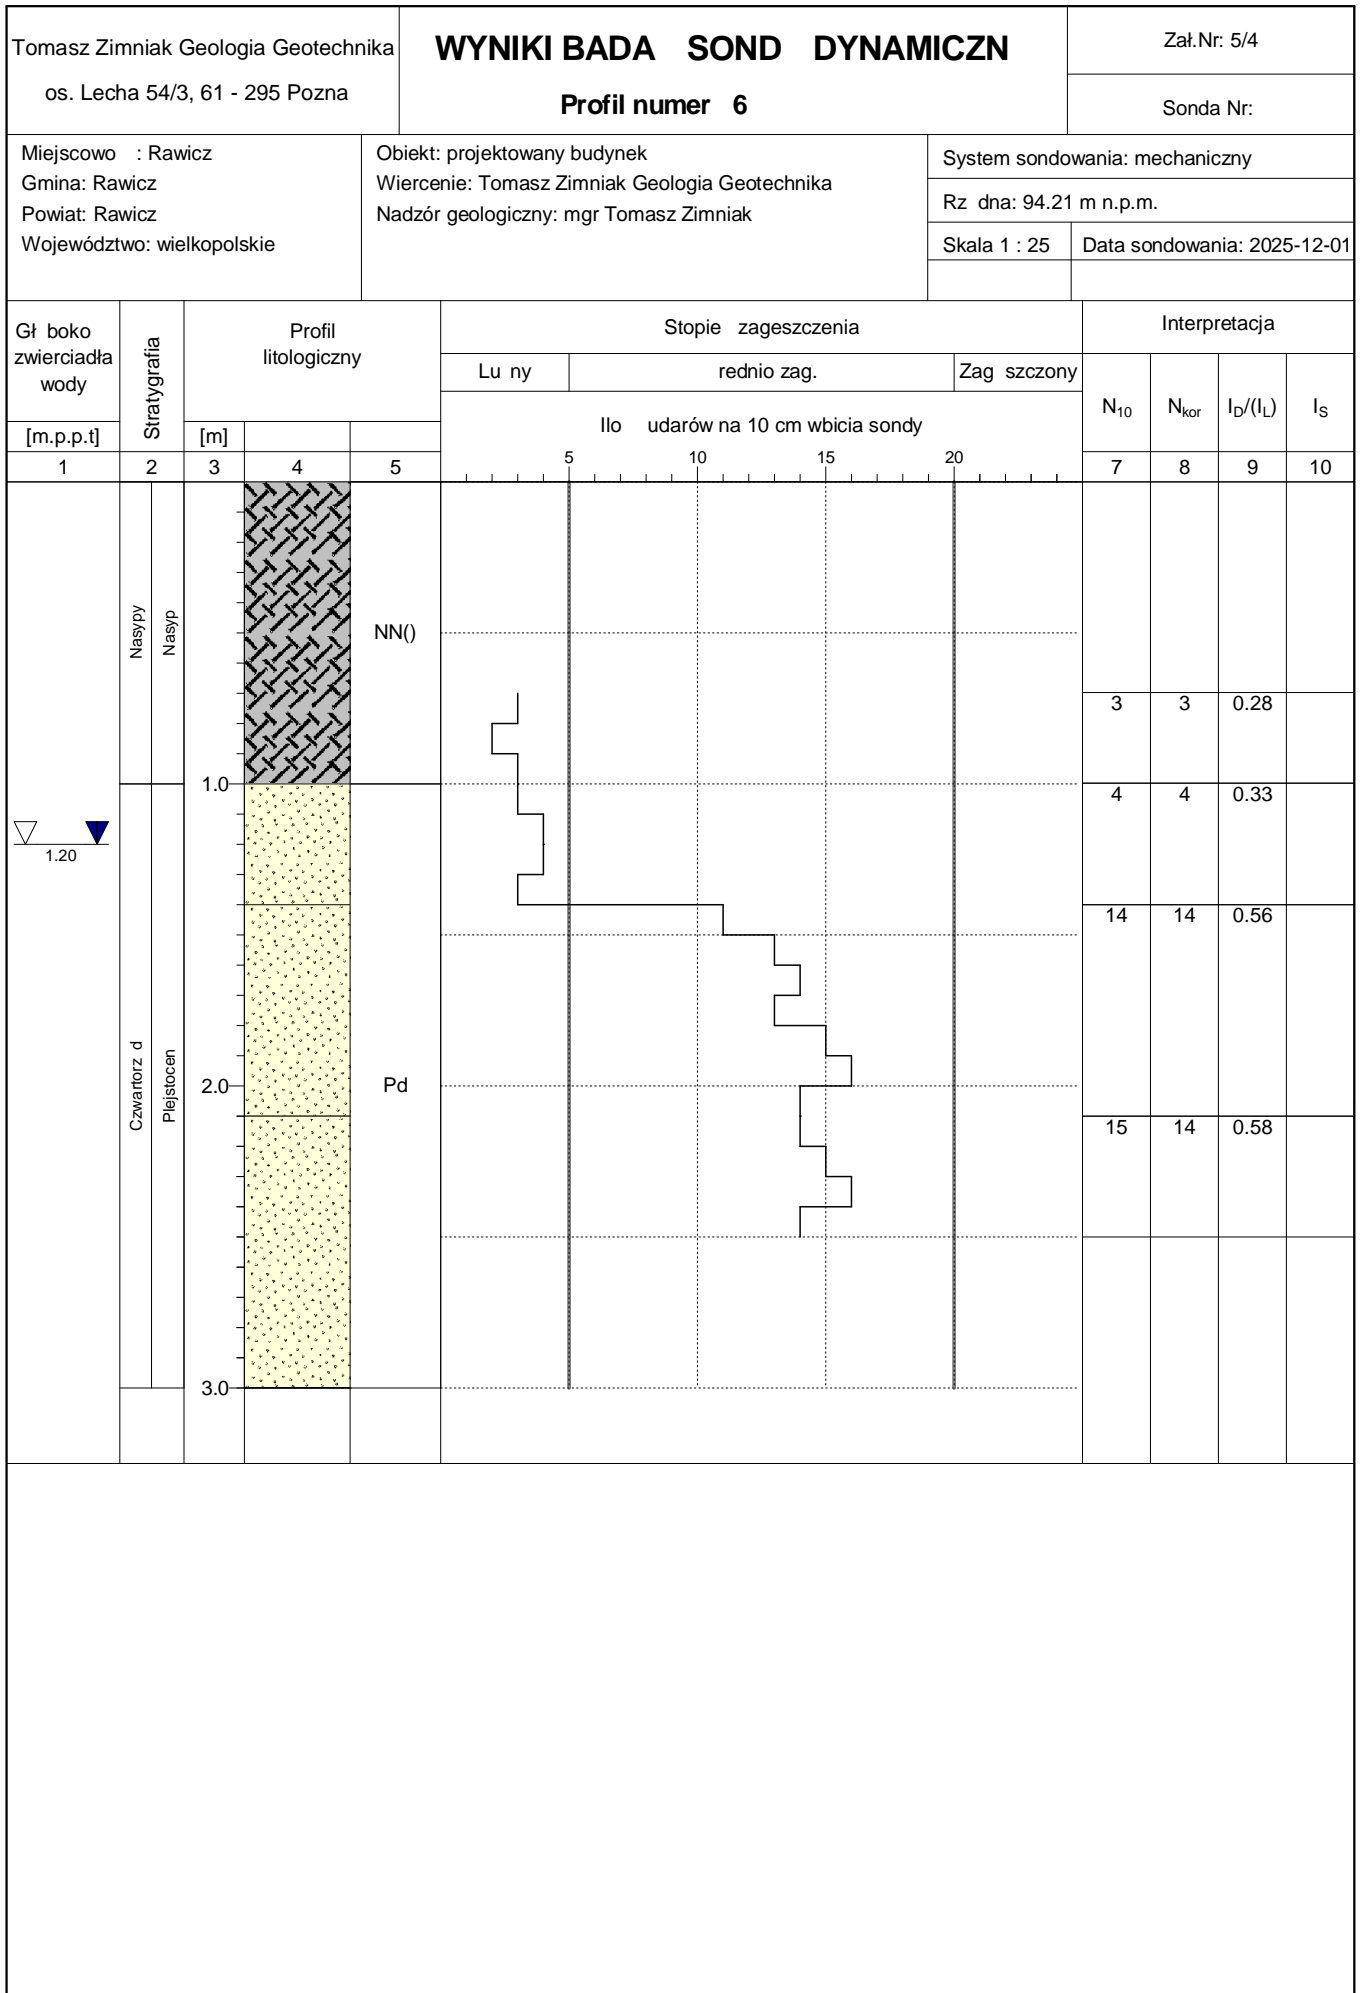 Tomasz Zimniak Geologia Geotechnika
os. Lecha 54/3, 61 - 295 Pozna
WYNIKI BADA SOND DYNAMICZN
Profil numer 6
Zał.Nr: 5/4
Sonda Nr:
Miejscowo : Rawicz
Gmina: Rawicz
Powiat: Rawicz
Województwo: wielkopolskie
Obiekt: projektowany budynek
Wiercenie: Tomasz Zimniak Geologia Geotechnika
Nadzór geologiczny: mgr Tomasz Zimniak
System sondowania: mechaniczny
Rz dna: 94.21 m n.p.m.
Skala 1 : 25
Data sondowania: 2025-12-01
Gł boko
zwierciadła
wody
[m.p.p.t]
Stratygrafia
Profil
litologiczny
[m]
Stopie zageszczenia
Lu ny
rednio zag.
Zag szczony
Ilo udarów na 10 cm wbicia sondy
5 10 15 20
Interpretacja
N10 Nkor ID/(IL) IS
1 2 3 4 5 7 8 9 10
Nasypy
Nasyp
NN()
3 3 0.28
1.0
4 4 0.33
1.20
14 14 0.56
Czwartorz d
Plejstocen
2.0
Pd
15 14 0.58
3.0